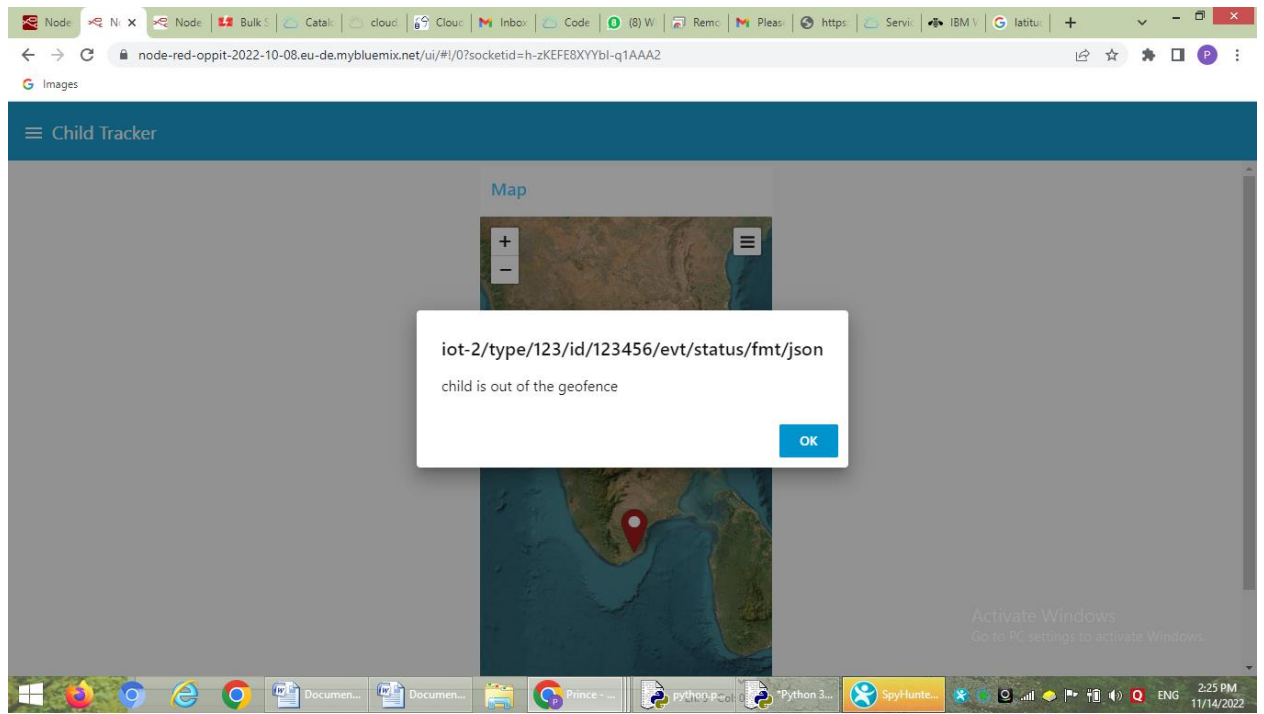 Node
N
Node
Bulk S
Catalo
cloud
Cloud
Inbox
Code
(8) W
Remo
Pleas
https:
Servic
IBM W
latitud
node-red-oppit-2022-10-08.eu-de.mybluemix.net/ui/#!/0?socketid=h-zKEFE8XYYbI-q1AAA2
P
Images
Child Tracker
Map
+
−
iot-2/type/123/id/123456/evt/status/fmt/json
child is out of the geofence
OK
Activate Windows
Go to PC settings to activate Windows.
Documen...
Documen...
Prince - ...
python.p...
*Python 3...
SpyHunte...
ENG
2:25 PM
11/14/2022